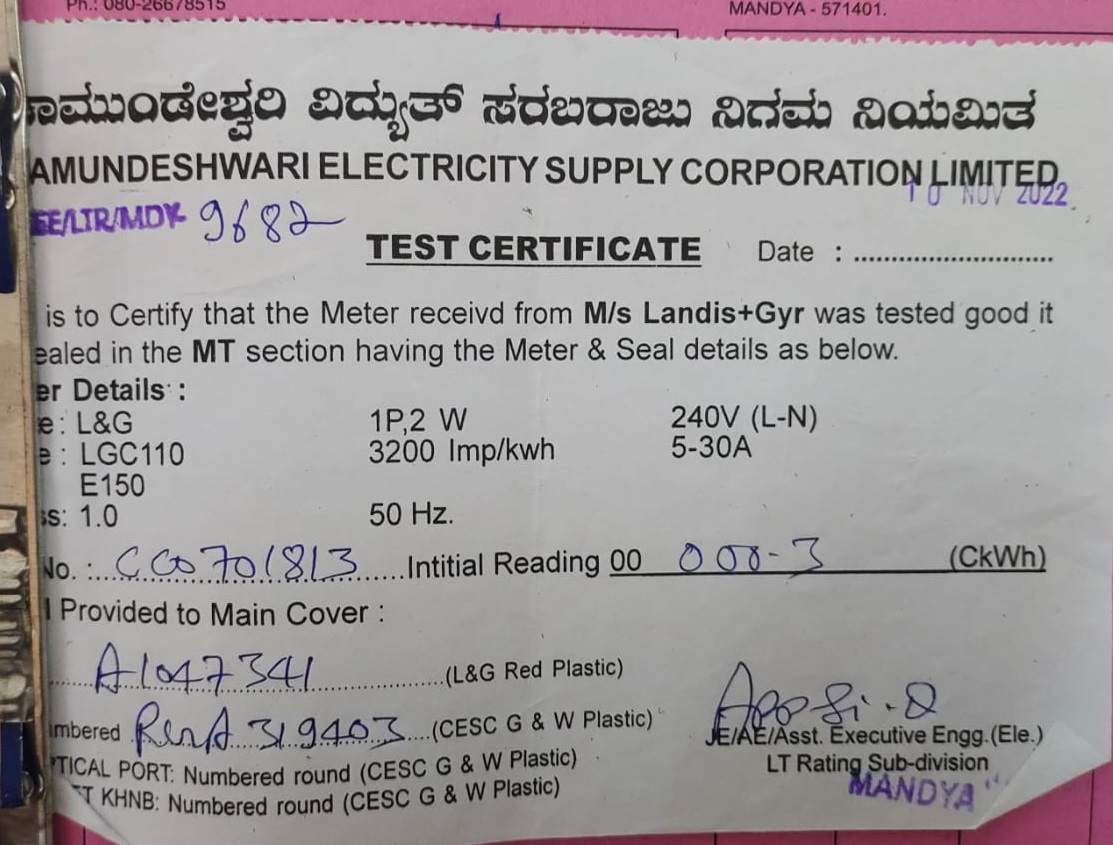 Ph.: 080-26678515
MANDYA - 571401.
ಚಾಮುಂಡೇಶ್ವರಿ ವಿದ್ಯುತ್ ಸರಬರಾಜು ನಿಗಮ ನಿಯಮಿತ
AMUNDESHWARI ELECTRICITY SUPPLY CORPORATION LIMITED
10 NOV 2022
EE/LTR/MDY- 9682
TEST CERTIFICATE Date : ............................
is to Certify that the Meter receivd from M/s Landis+Gyr was tested good it
ealed in the MT section having the Meter & Seal details as below.
er Details :
e : L&G 1P,2 W 240V (L-N)
e : LGC110 3200 Imp/kwh 5-30A
E150
ss: 1.0 50 Hz.
No. : CC0701813 Intitial Reading 00 000-3 (CkWh)
l Provided to Main Cover :
A1047341 (L&G Red Plastic)
mbered A319403 (CESC G & W Plastic)
JE/AE/Asst. Executive Engg.(Ele.)
TICAL PORT: Numbered round (CESC G & W Plastic)
LT Rating Sub-division
T KHNB: Numbered round (CESC G & W Plastic)
MANDYA